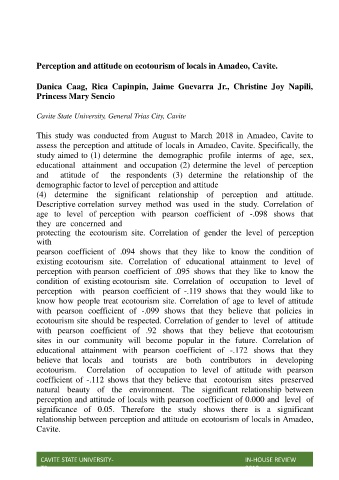 Perception and attitude on ecotourism of locals in Amadeo, Cavite.
Danica Caag, Rica Capinpin, Jaime Guevarra Jr., Christine Joy Napili,
Princess Mary Sencio
Cavite State University, General Trias City, Cavite
This study was conducted from August to March 2018 in Amadeo, Cavite to
assess the perception and attitude of locals in Amadeo, Cavite. Specifically, the
study aimed to (1) determine the demographic profile interms of age, sex,
educational attainment and occupation (2) determine the level of perception
and attitude of the respondents (3) determine the relationship of the
demographic factor to level of perception and attitude
(4) determine the significant relationship of perception and attitude.
Descriptive correlation survey method was used in the study. Correlation of
age to level of perception with pearson coefficient of -.098 shows that
they are concerned and
protecting the ecotourism site. Correlation of gender the level of perception
with
pearson coefficient of .094 shows that they like to know the condition of
existing ecotourism site. Correlation of educational attainment to level of
perception with pearson coefficient of .095 shows that they like to know the
condition of existing ecotourism site. Correlation of occupation to level of
perception with pearson coefficient of -.119 shows that they would like to
know how people treat ecotourism site. Correlation of age to level of attitude
with pearson coefficient of -.099 shows that they believe that policies in
ecotourism site should be respected. Correlation of gender to level of attitude
with pearson coefficient of .92 shows that they believe that ecotourism
sites in our community will become popular in the future. Correlation of
educational attainment with pearson coefficient of -.172 shows that they
believe that locals and tourists are both contributors in developing
ecotourism. Correlation of occupation to level of attitude with pearson
coefficient of -.112 shows that they believe that ecotourism sites preserved
natural beauty of the environment. The significant relationship between
perception and attitude of locals with pearson coefficient of 0.000 and level of
significance of 0.05. Therefore the study shows there is a significant
relationship between perception and attitude on ecotourism of locals in Amadeo,
Cavite.
CAVITE STATE UNIVERSITY- IN-HOUSE REVIEW